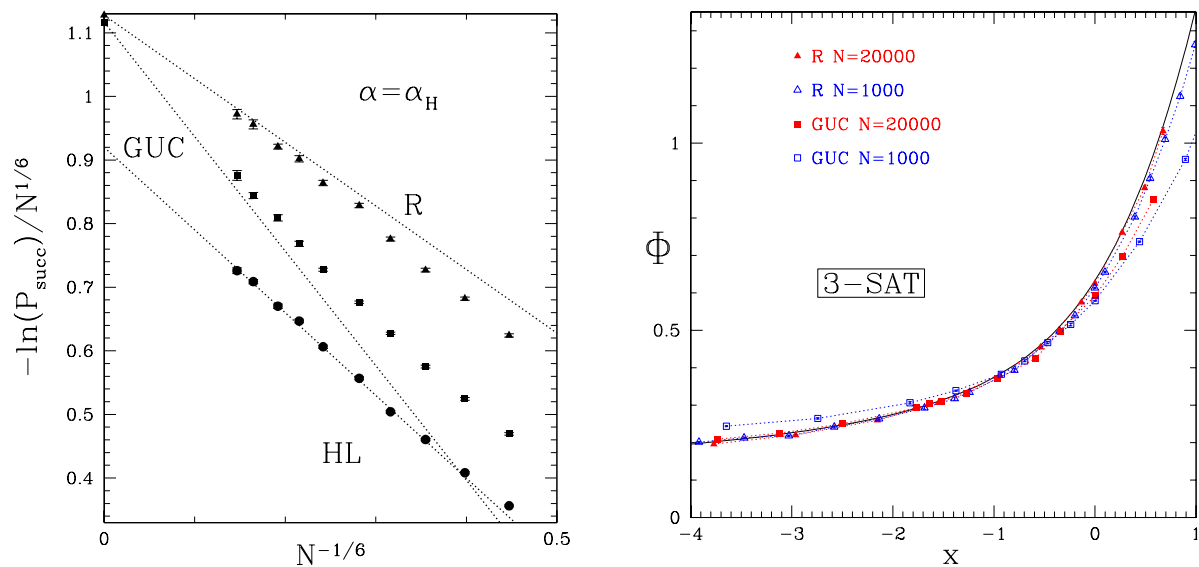 1.1
1
0.9
0.8
0.7
0.6
0.5
0.4
−ln(P_succ)/N^1/6
α=α_H
GUC
R
HL
0
0.5
N^−1/6
1
0.5
0
Φ
R N=20000
R N=1000
GUC N=20000
GUC N=1000
3−SAT
−4
−3
−2
−1
0
1
x